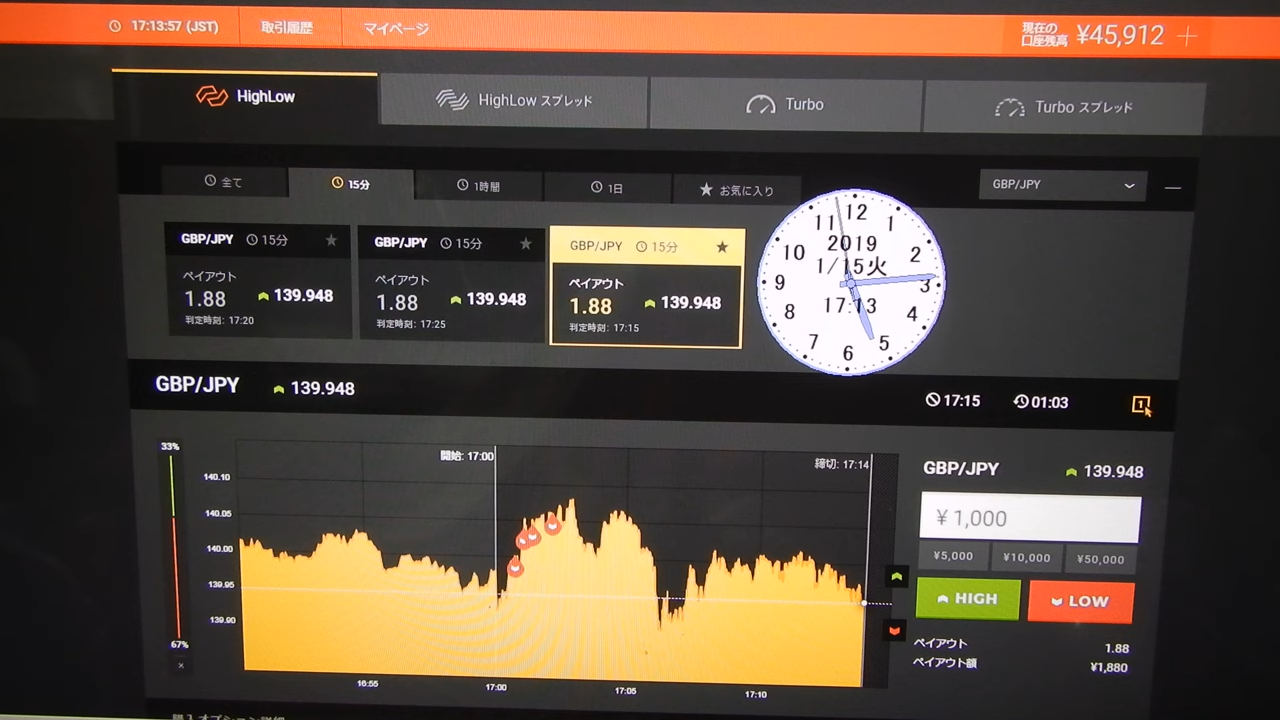 17:13:57 (JST) 取引履歴 マイページ 現在の口座残高 ¥45,912
HighLow HighLow スプレッド Turbo Turbo スプレッド
全て 15分 1時間 1日 お気に入り GBP/JPY
GBP/JPY 15分
ペイアウト
1.88 139.948
判定時刻: 17:20
GBP/JPY 15分
ペイアウト
1.88 139.948
判定時刻: 17:25
GBP/JPY 15分
ペイアウト
1.88 139.948
判定時刻: 17:15
12 1 2 3 4 5 6 7 8 9 10 11
2019
1/15火
17:13
GBP/JPY 139.948 17:15 01:03
33%
67%
×
開始: 17:00 締切: 17:14
140.10
140.05
140.00
139.95
139.90
16:55 17:00 17:05 17:10
GBP/JPY 139.948
¥ 1,000
¥5,000 ¥10,000 ¥50,000
HIGH LOW
ペイアウト 1.88
ペイアウト額 ¥1,880